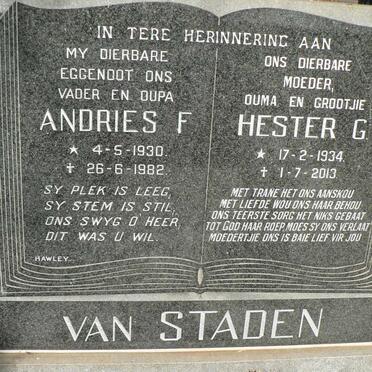 IN TERE HERINNERING AAN
MY DIERBARE
EGGENOOT ONS
VADER EN OUPA
ANDRIES F
★ 4-5-1930.
✝ 26-6-1982.
SY PLEK IS LEEG,
SY STEM IS STIL,
ONS SWYG O HEER
DIT WAS U WIL.
HAWLEY.
ONS DIERBARE
MOEDER,
OUMA EN GROOTJIE
HESTER G.
★ 17-2-1934.
✝ 1-7-2013.
MET TRANE HET ONS AANSKOU
MET LIEFDE WOU ONS HAAR BEHOU
ONS TEERSTE SORG HET NIKS GEBAAT
TOT GOD HAAR ROEP, MOES SY ONS VERLAAT
MOEDERTJIE ONS IS BAIE LIEF VIR JOU
VAN STADEN